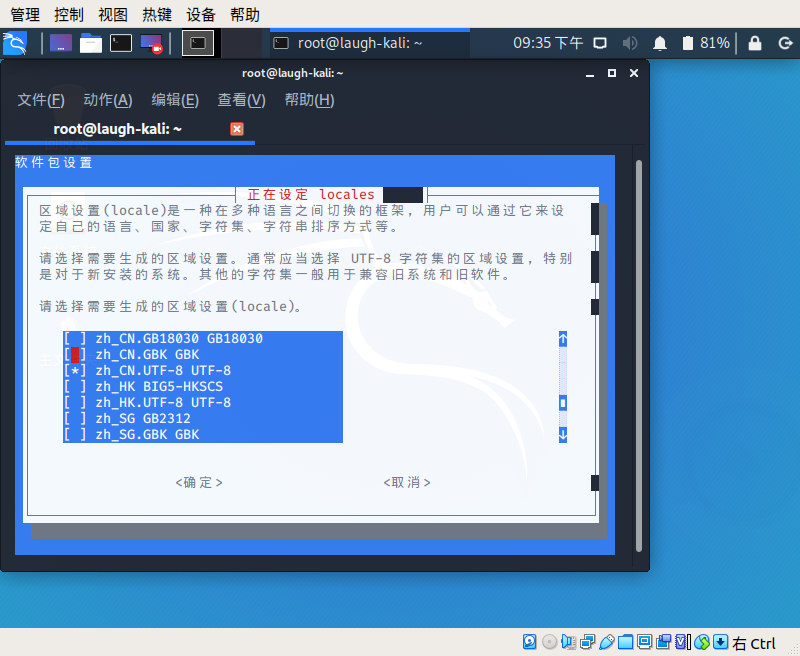 管理 控制 视图 热键 设备 帮助
root@laugh-kali: ~ 09:35 下午 81%
root@laugh-kali: ~
文件(F) 动作(A) 编辑(E) 查看(V) 帮助(H)
root@laugh-kali: ~
软件包设置
正在设定 locales
区域设置(locale)是一种在多种语言之间切换的框架，用户可以通过它来设
定自己的语言、国家、字符集、字符串排序方式等。
请选择需要生成的区域设置。通常应当选择 UTF-8 字符集的区域设置，特别
是对于新安装的系统。其他的字符集一般用于兼容旧系统和旧软件。
请选择需要生成的区域设置(locale)。
[ ] zh_CN.GB18030 GB18030
[ ] zh_CN.GBK GBK
[*] zh_CN.UTF-8 UTF-8
[ ] zh_HK BIG5-HKSCS
[ ] zh_HK.UTF-8 UTF-8
[ ] zh_SG GB2312
[ ] zh_SG.GBK GBK
<确定> <取消>
右 Ctrl